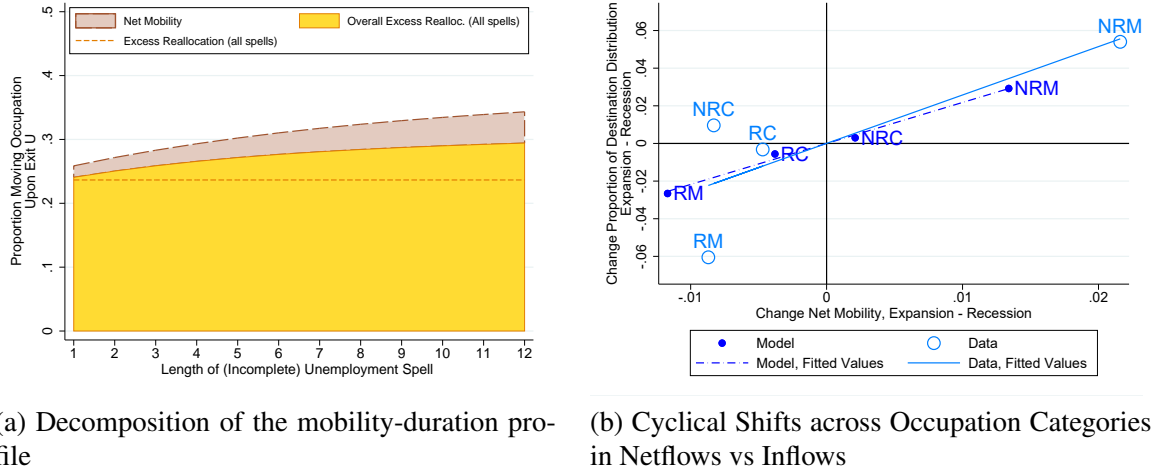 Net Mobility
Overall Excess Realloc. (All spells)
Excess Reallocation (all spells)
Proportion Moving Occupation
Upon Exit U
.5
.4
.3
.2
.1
0
1 2 3 4 5 6 7 8 9 10 11 12
Length of (Incomplete) Unemployment Spell
(a) Decomposition of the mobility-duration pro-
file
Change Proportion of Destination Distribution
Expansion - Recession
.06
.04
.02
0
-.02
-.04
-.06
NRM
NRM
NRC
NRC
RC
RC
RM
RM
-.01 0 .01 .02
Change Net Mobility, Expansion - Recession
Model
Data
Model, Fitted Values
Data, Fitted Values
(b) Cyclical Shifts across Occupation Categories
in Netflows vs Inflows